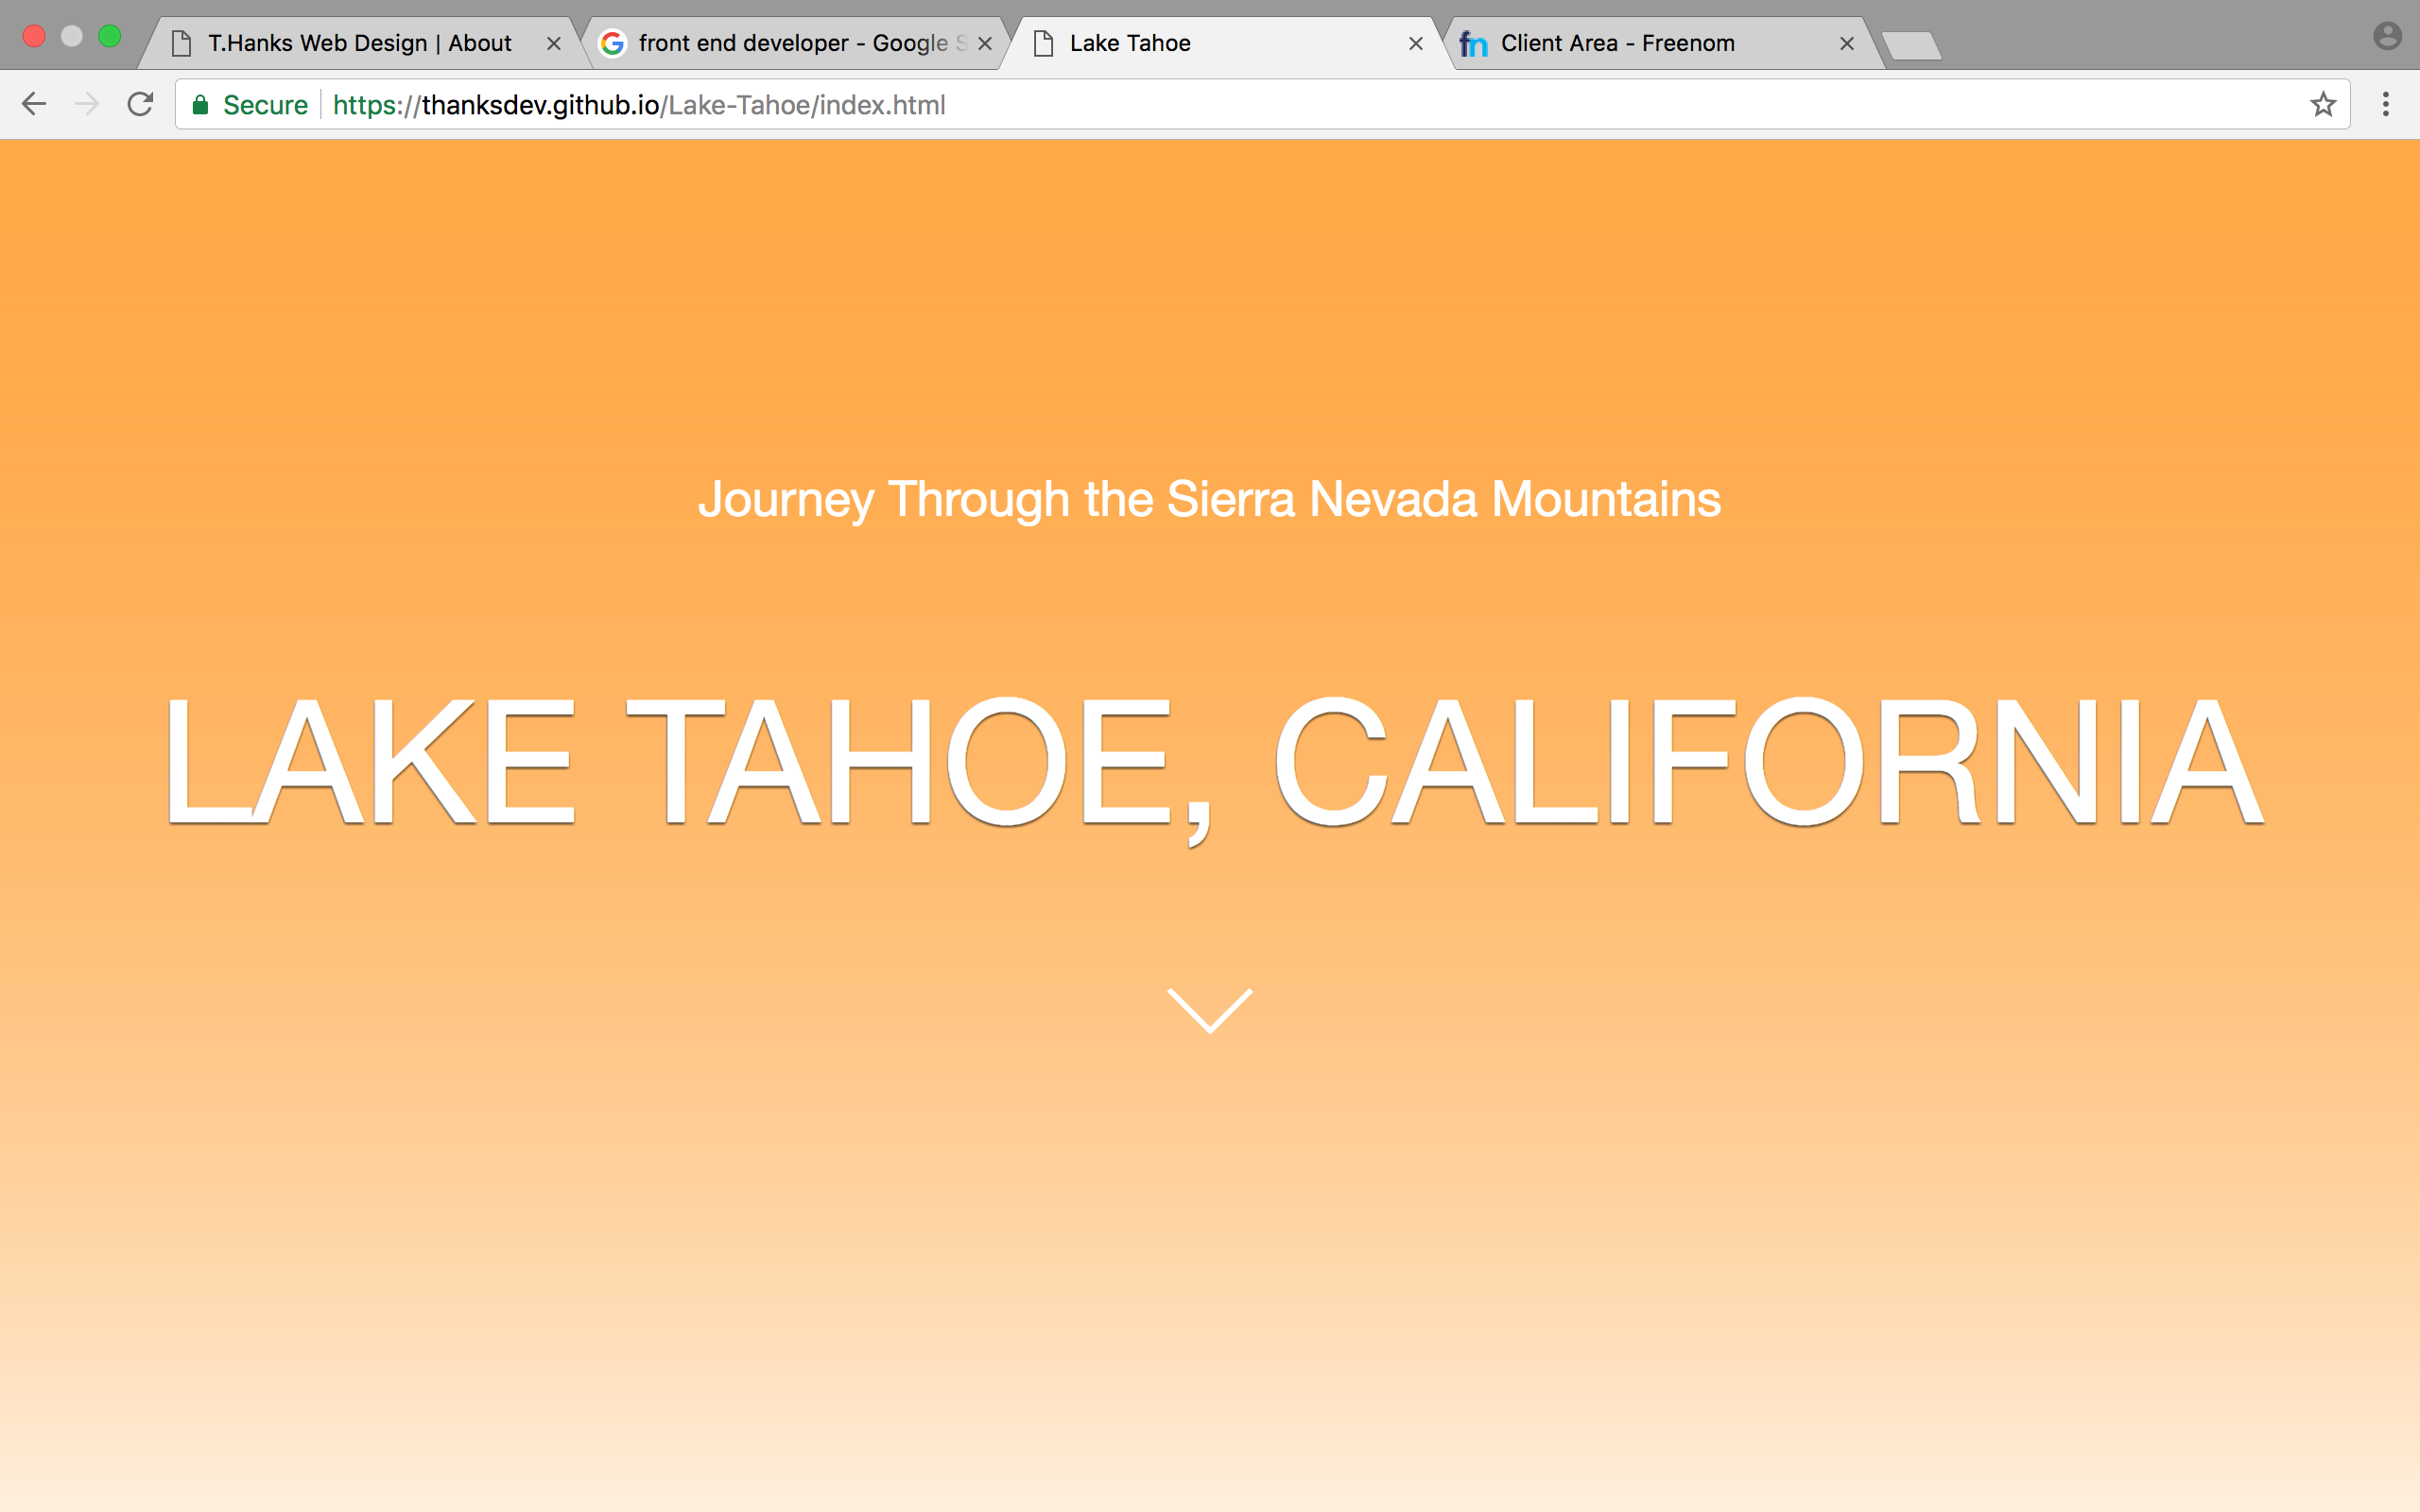 T.Hanks Web Design | About
front end developer - Google S
Lake Tahoe
Client Area - Freenom
Secure
https://thanksdev.github.io/Lake-Tahoe/index.html
Journey Through the Sierra Nevada Mountains
LAKE TAHOE, CALIFORNIA